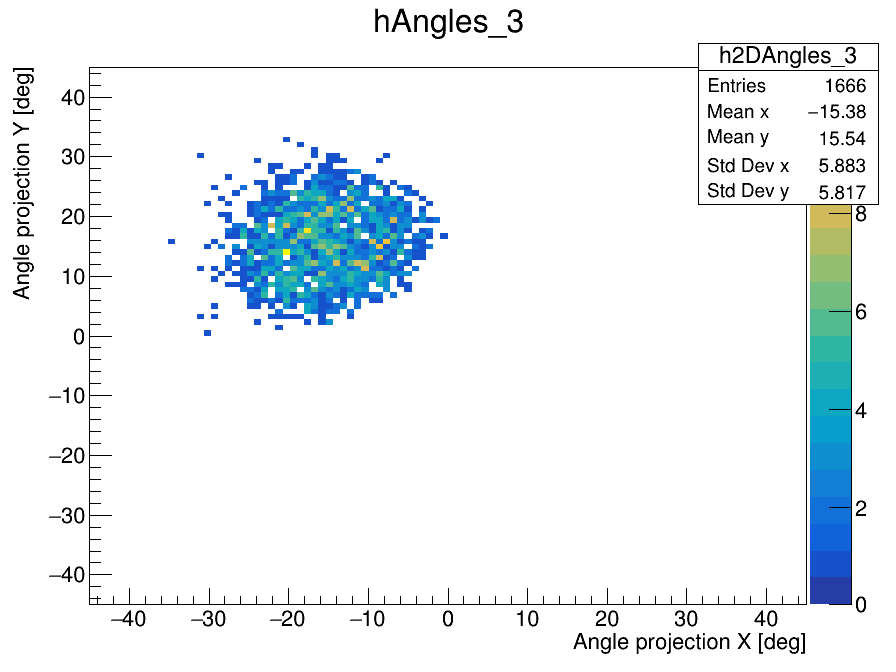 hAngles_3
h2DAngles_3
Entries 1666
Mean x −15.38
Mean y 15.54
Std Dev x 5.883
Std Dev y 5.817
Angle projection Y [deg]
40
30
20
10
0
−10
−20
−30
−40
−40 −30 −20 −10 0 10 20 30 40
Angle projection X [deg]
8
6
4
2
0